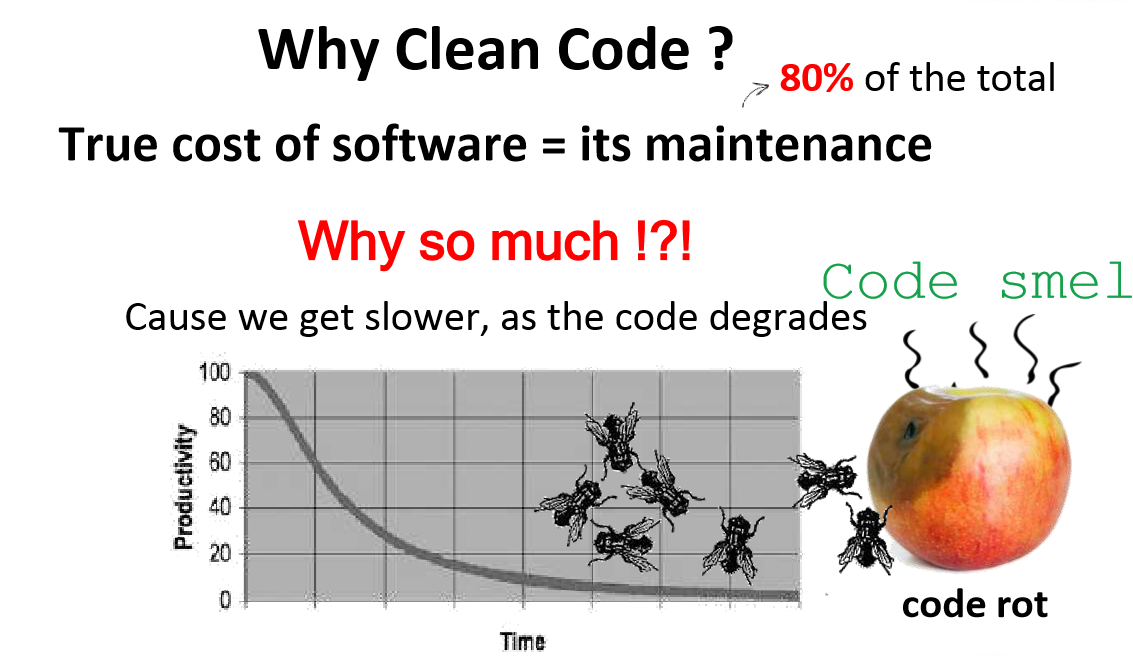 Why Clean Code ?
80% of the total
True cost of software = its maintenance
Why so much !?!
Code smel
Cause we get slower, as the code degrades
100
80
60
40
20
0
Productivity
Time
code rot